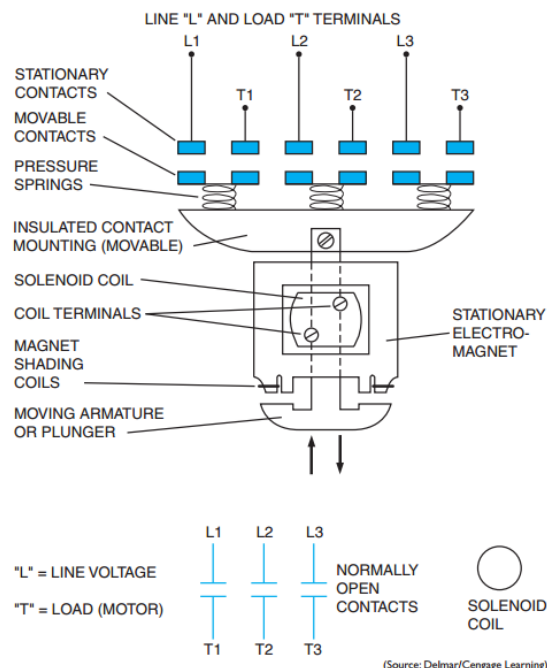 LINE "L" AND LOAD "T" TERMINALS
L1 L2 L3
STATIONARY
CONTACTS
T1 T2 T3
MOVABLE
CONTACTS
PRESSURE
SPRINGS
INSULATED CONTACT
MOUNTING (MOVABLE)
SOLENOID COIL
COIL TERMINALS
STATIONARY
ELECTRO-
MAGNET
MAGNET
SHADING
COILS
MOVING ARMATURE
OR PLUNGER
L1 L2 L3
"L" = LINE VOLTAGE
"T" = LOAD (MOTOR)
NORMALLY
OPEN
CONTACTS
T1 T2 T3
SOLENOID
COIL
(Source: Delmar/Cengage Learning)